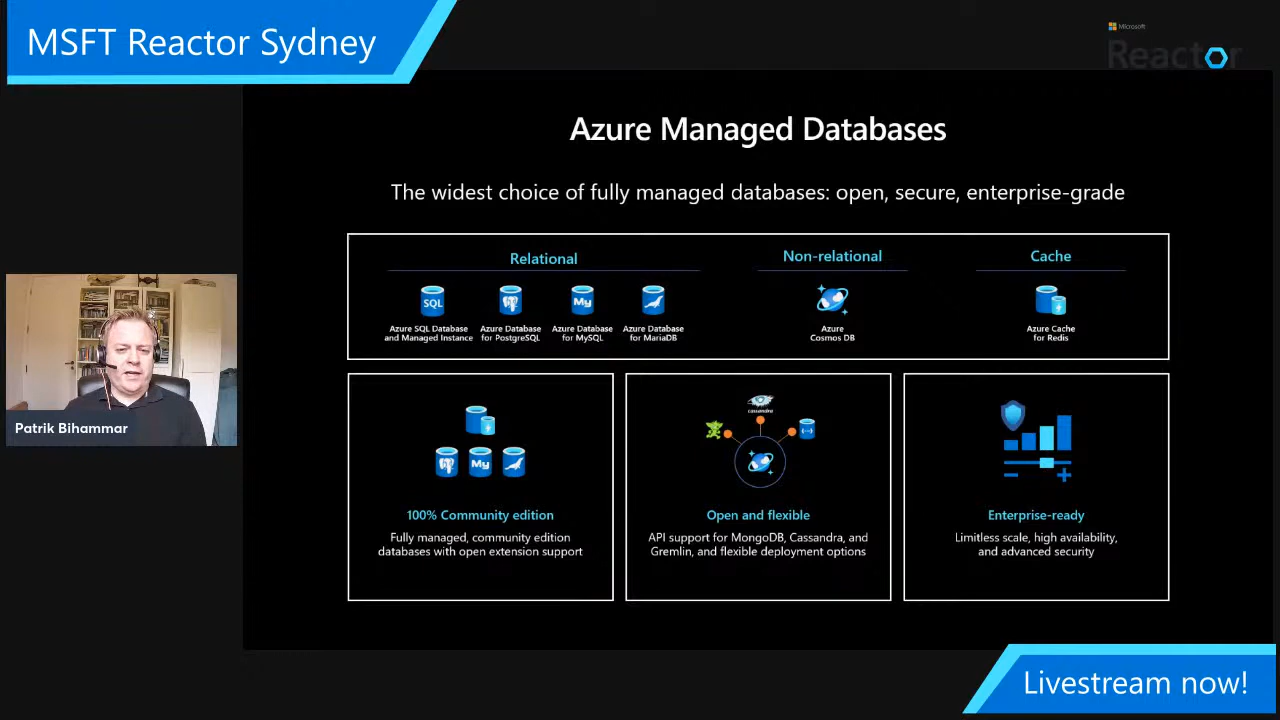 MSFT Reactor Sydney
Microsoft
Reactor
Azure Managed Databases
The widest choice of fully managed databases: open, secure, enterprise-grade
Relational
Non-relational
Cache
SQL
My
Azure SQL Database
and Managed Instance
Azure Database
for PostgreSQL
Azure Database
for MySQL
Azure Database
for MariaDB
Azure
Cosmos DB
Azure Cache
for Redis
Patrik Bihammar
My
100% Community edition
Fully managed, community edition
databases with open extension support
cassandra
Open and flexible
API support for MongoDB, Cassandra, and
Gremlin, and flexible deployment options
Enterprise-ready
Limitless scale, high availability,
and advanced security
Livestream now!